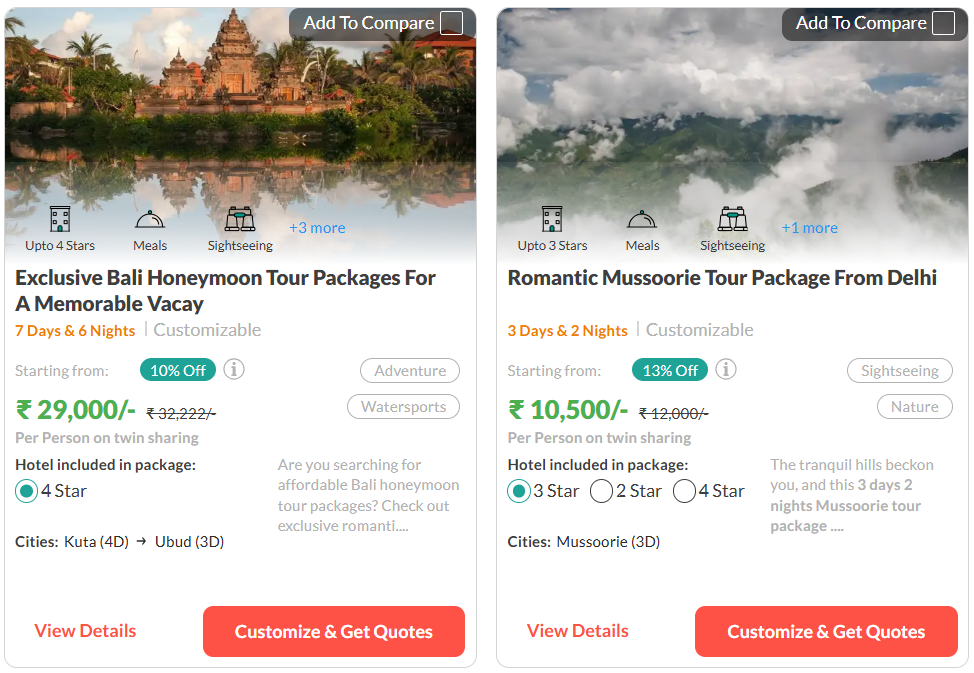 Add To Compare
Upto 4 Stars
Meals
Sightseeing
+3 more
Exclusive Bali Honeymoon Tour Packages For
A Memorable Vacay
7 Days & 6 Nights | Customizable
Starting from:
10% Off
i
Adventure
₹ 29,000/- ₹ 32,222/-
Watersports
Per Person on twin sharing
Hotel included in package:
4 Star
Are you searching for
affordable Bali honeymoon
tour packages? Check out
exclusive romanti....
Cities: Kuta (4D) → Ubud (3D)
View Details
Customize & Get Quotes
Add To Compare
Upto 3 Stars
Meals
Sightseeing
+1 more
Romantic Mussoorie Tour Package From Delhi
3 Days & 2 Nights | Customizable
Starting from:
13% Off
i
Sightseeing
₹ 10,500/- ₹ 12,000/-
Nature
Per Person on twin sharing
Hotel included in package:
3 Star 2 Star 4 Star
The tranquil hills beckon
you, and this 3 days 2
nights Mussoorie tour
package ....
Cities: Mussoorie (3D)
View Details
Customize & Get Quotes